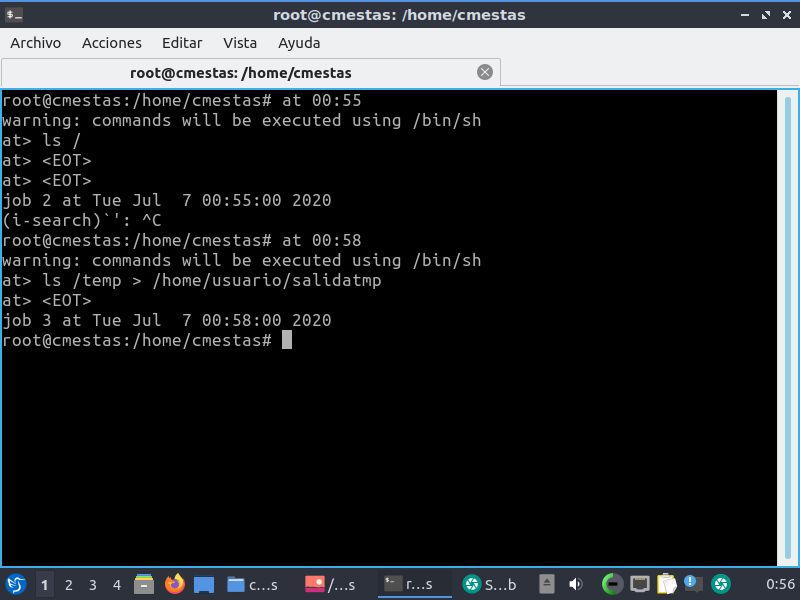 root@cmestas: /home/cmestas
Archivo Acciones Editar Vista Ayuda
root@cmestas: /home/cmestas
root@cmestas:/home/cmestas# at 00:55
warning: commands will be executed using /bin/sh
at> ls /
at> <EOT>
at> <EOT>
job 2 at Tue Jul  7 00:55:00 2020
(i-search)`': ^C
root@cmestas:/home/cmestas# at 00:58
warning: commands will be executed using /bin/sh
at> ls /temp > /home/usuario/salidatmp
at> <EOT>
job 3 at Tue Jul  7 00:58:00 2020
root@cmestas:/home/cmestas#
1 2 3 4 c...s /...s r...s S...b 0:56